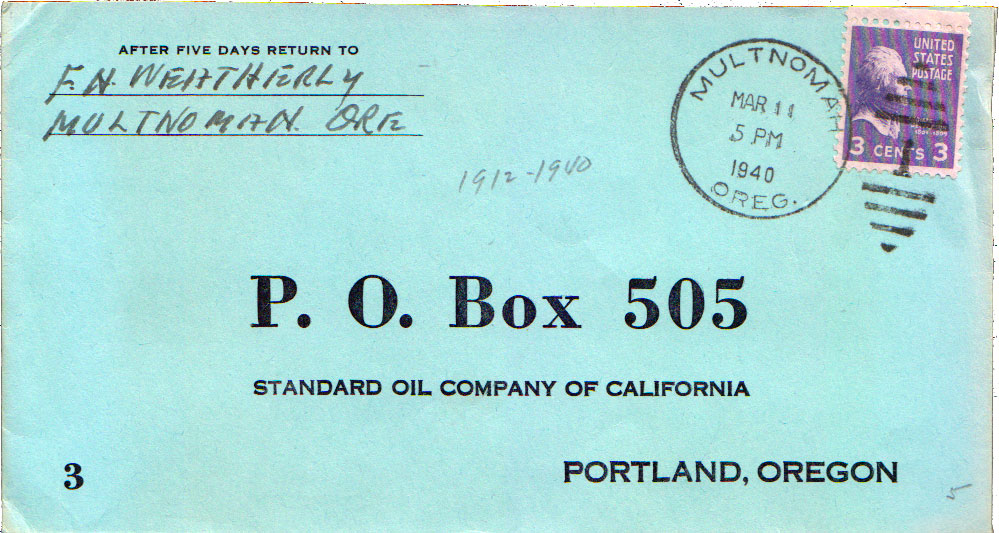 AFTER FIVE DAYS RETURN TO
F. N. WEATHERLY
MULTNOMAH. ORE
1912-1940
MULTNOMAH
MAR 11
5 PM
1940
OREG.
UNITED
STATES
POSTAGE
3 CENTS 3
P. O. Box 505
STANDARD OIL COMPANY OF CALIFORNIA
3
PORTLAND, OREGON